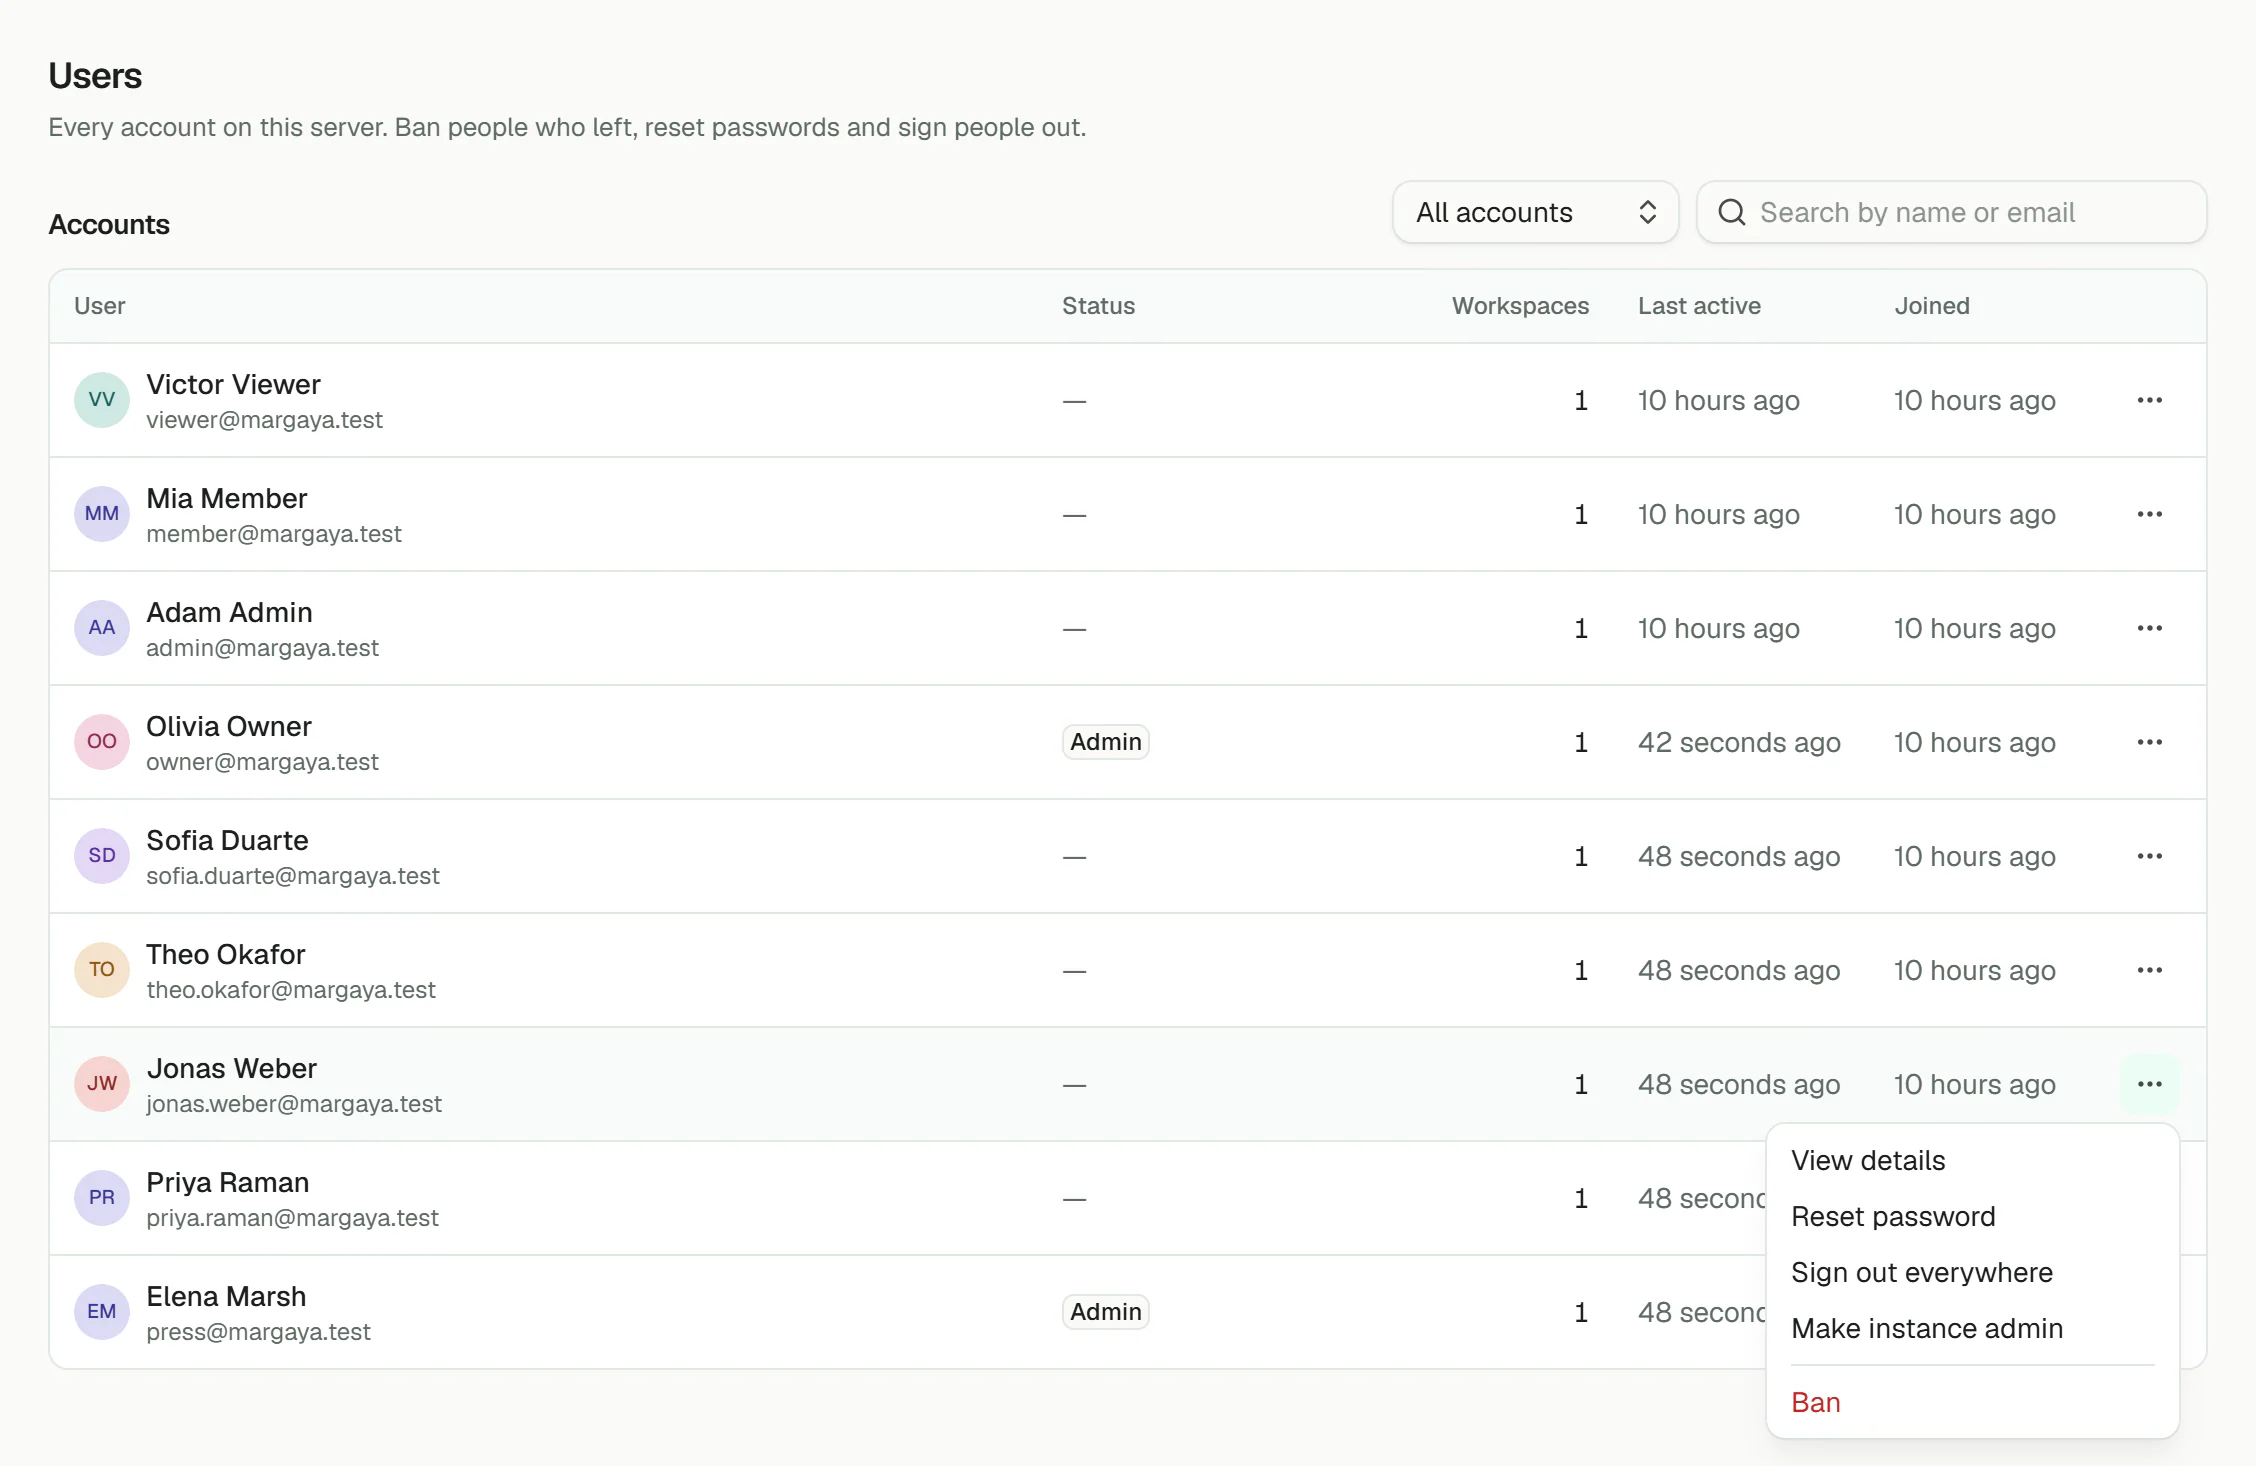 Users
Every account on this server. Ban people who left, reset passwords and sign people out.
Accounts
All accounts
Search by name or email
User Status Workspaces Last active Joined
VV Victor Viewer — 1 10 hours ago 10 hours ago
viewer@margaya.test
MM Mia Member — 1 10 hours ago 10 hours ago
member@margaya.test
AA Adam Admin — 1 10 hours ago 10 hours ago
admin@margaya.test
OO Olivia Owner Admin 1 42 seconds ago 10 hours ago
owner@margaya.test
SD Sofia Duarte — 1 48 seconds ago 10 hours ago
sofia.duarte@margaya.test
TO Theo Okafor — 1 48 seconds ago 10 hours ago
theo.okafor@margaya.test
JW Jonas Weber — 1 48 seconds ago 10 hours ago
jonas.weber@margaya.test
PR Priya Raman — 1 48
priya.raman@margaya.test
EM Elena Marsh Admin 1 48
press@margaya.test
View details
Reset password
Sign out everywhere
Make instance admin
Ban